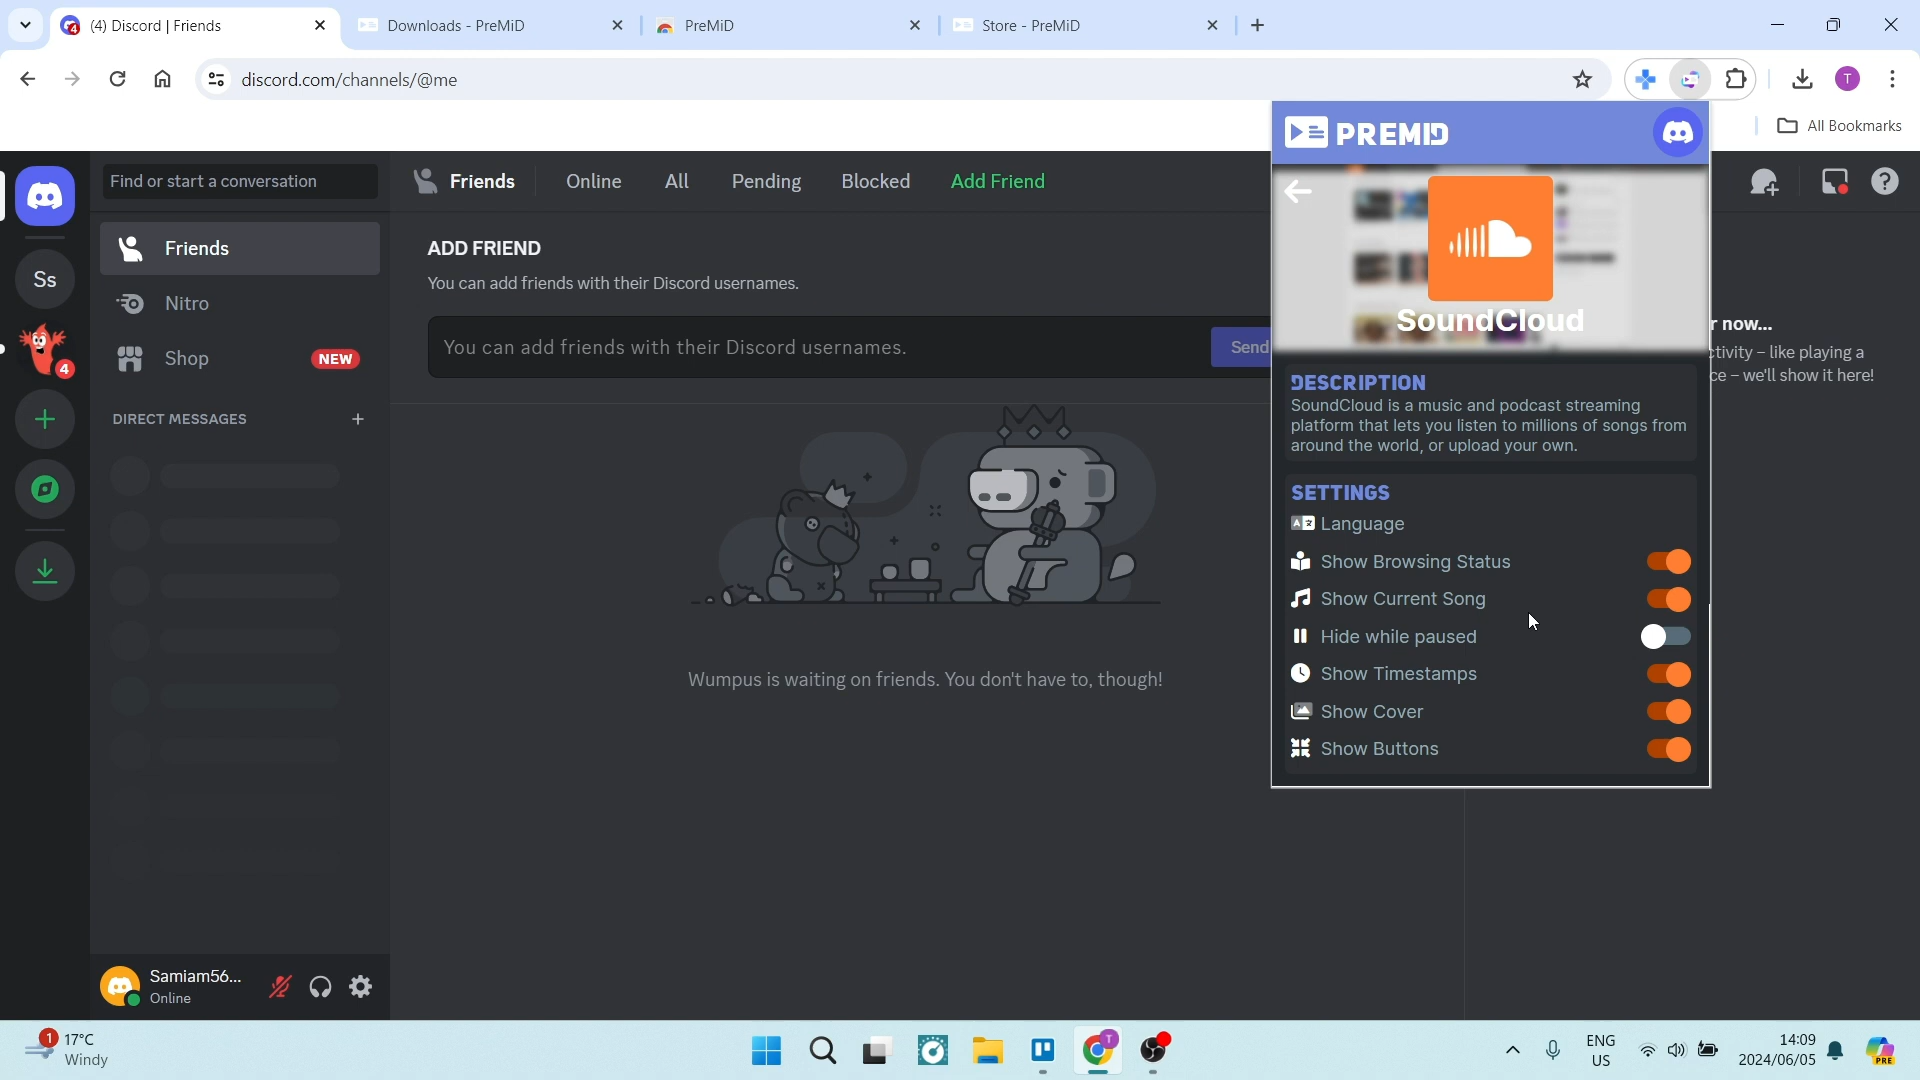 (4) Discord | Friends
Downloads - PreMiD
PreMiD
Store - PreMiD
discord.com/channels/@me
T
All Bookmarks
PREMID
Find or start a conversation
Friends
Online
All
Pending
Blocked
Add Friend
Friends
Nitro
Shop
NEW
DIRECT MESSAGES
Ss
4
ADD FRIEND
You can add friends with their Discord usernames.
You can add friends with their Discord usernames.
Send
Wumpus is waiting on friends. You don't have to, though!
SoundCloud
DESCRIPTION
SoundCloud is a music and podcast streaming
platform that lets you listen to millions of songs from
around the world, or upload your own.
SETTINGS
Language
Show Browsing Status
Show Current Song
Hide while paused
Show Timestamps
Show Cover
Show Buttons
r now...
tivity – like playing a
ce – we'll show it here!
Samiam56...
Online
1
17°C
Windy
T
ENG
US
14:09
2024/06/05
PRE